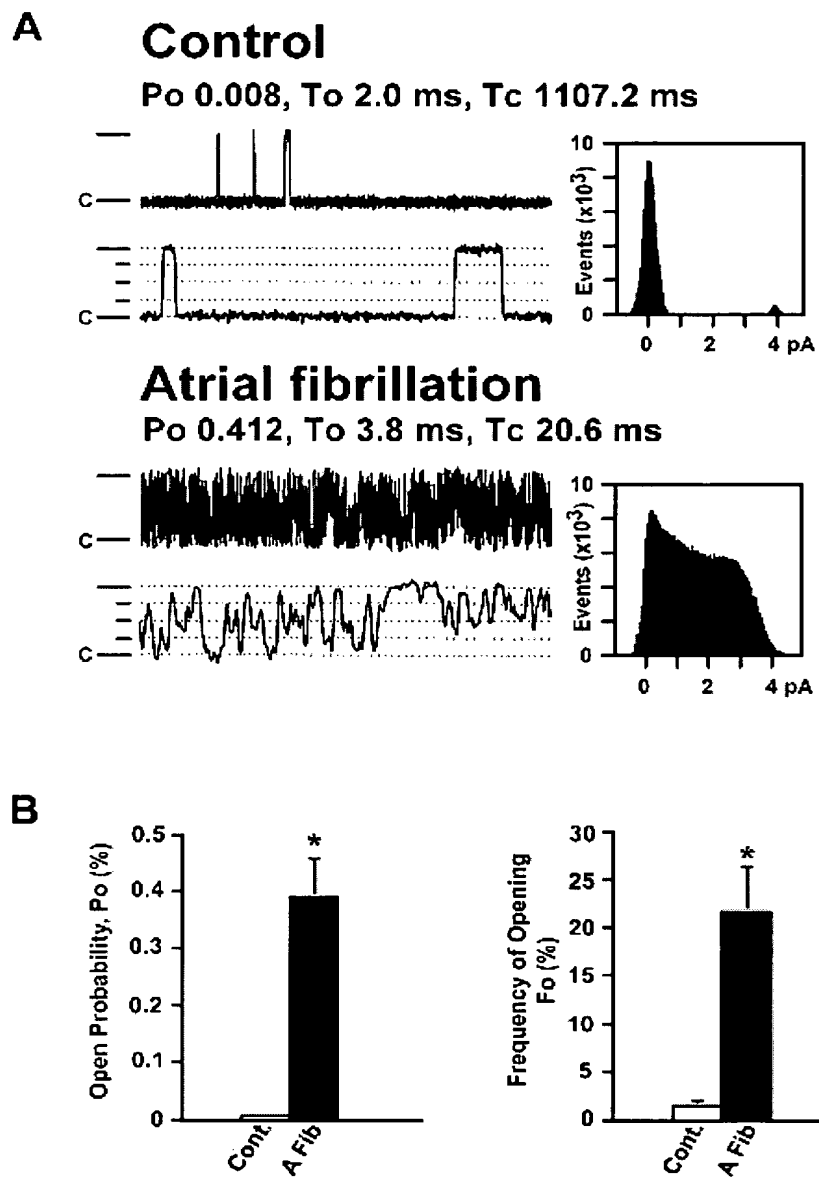 A
Control
Po 0.008, To 2.0 ms, Tc 1107.2 ms
C
C
10
Events (x10³)
0
0 2 4 pA
Atrial fibrillation
Po 0.412, To 3.8 ms, Tc 20.6 ms
C
C
10
Events (x10³)
0
0 2 4 pA
B
Open Probability, Po (%)
0.5
0.4
0.3
0.2
0.1
0
*
Cont.
A Fib
Frequency of Opening
Fo (%)
30
25
20
15
10
5
0
*
Cont.
A Fib